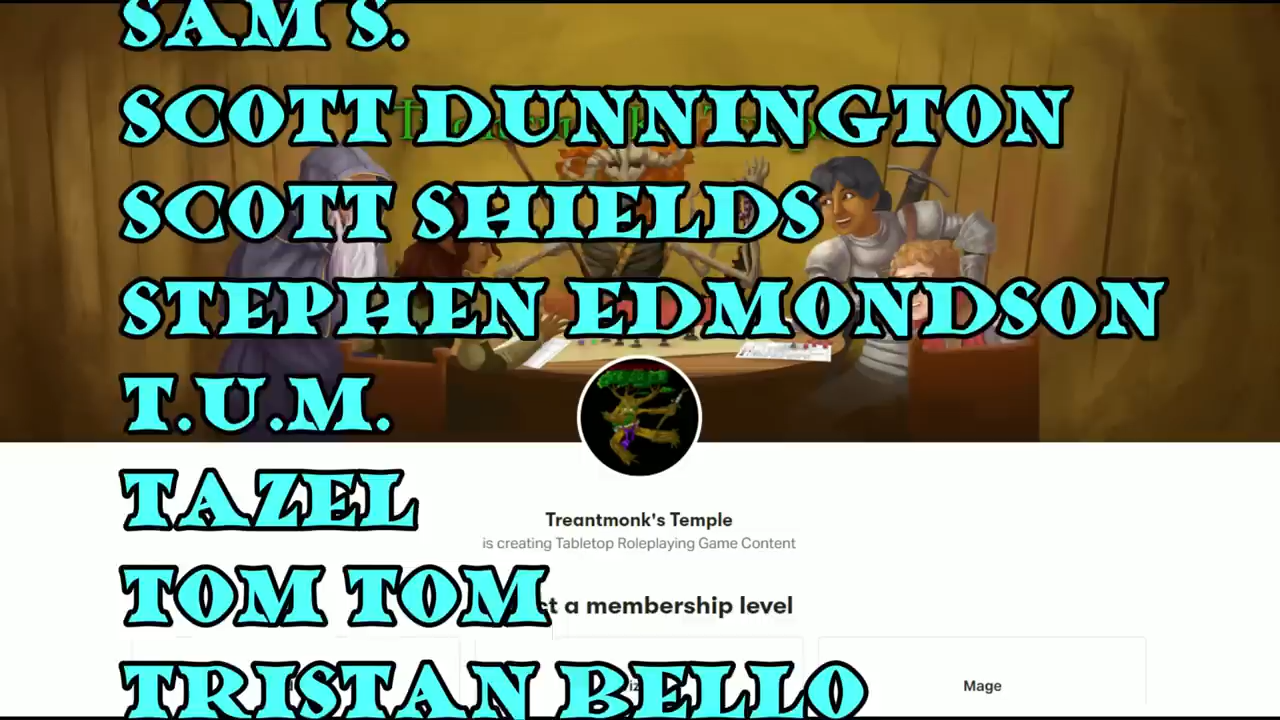 SAM S.
SCOTT DUNNINGTON
SCOTT SHIELDS
STEPHEN EDMONDSON
T.U.M.
TAZEL
Treantmonk's Temple
is creating Tabletop Roleplaying Game Content
TOM TOM
a membership level
TRISTAN BELLO
Mage